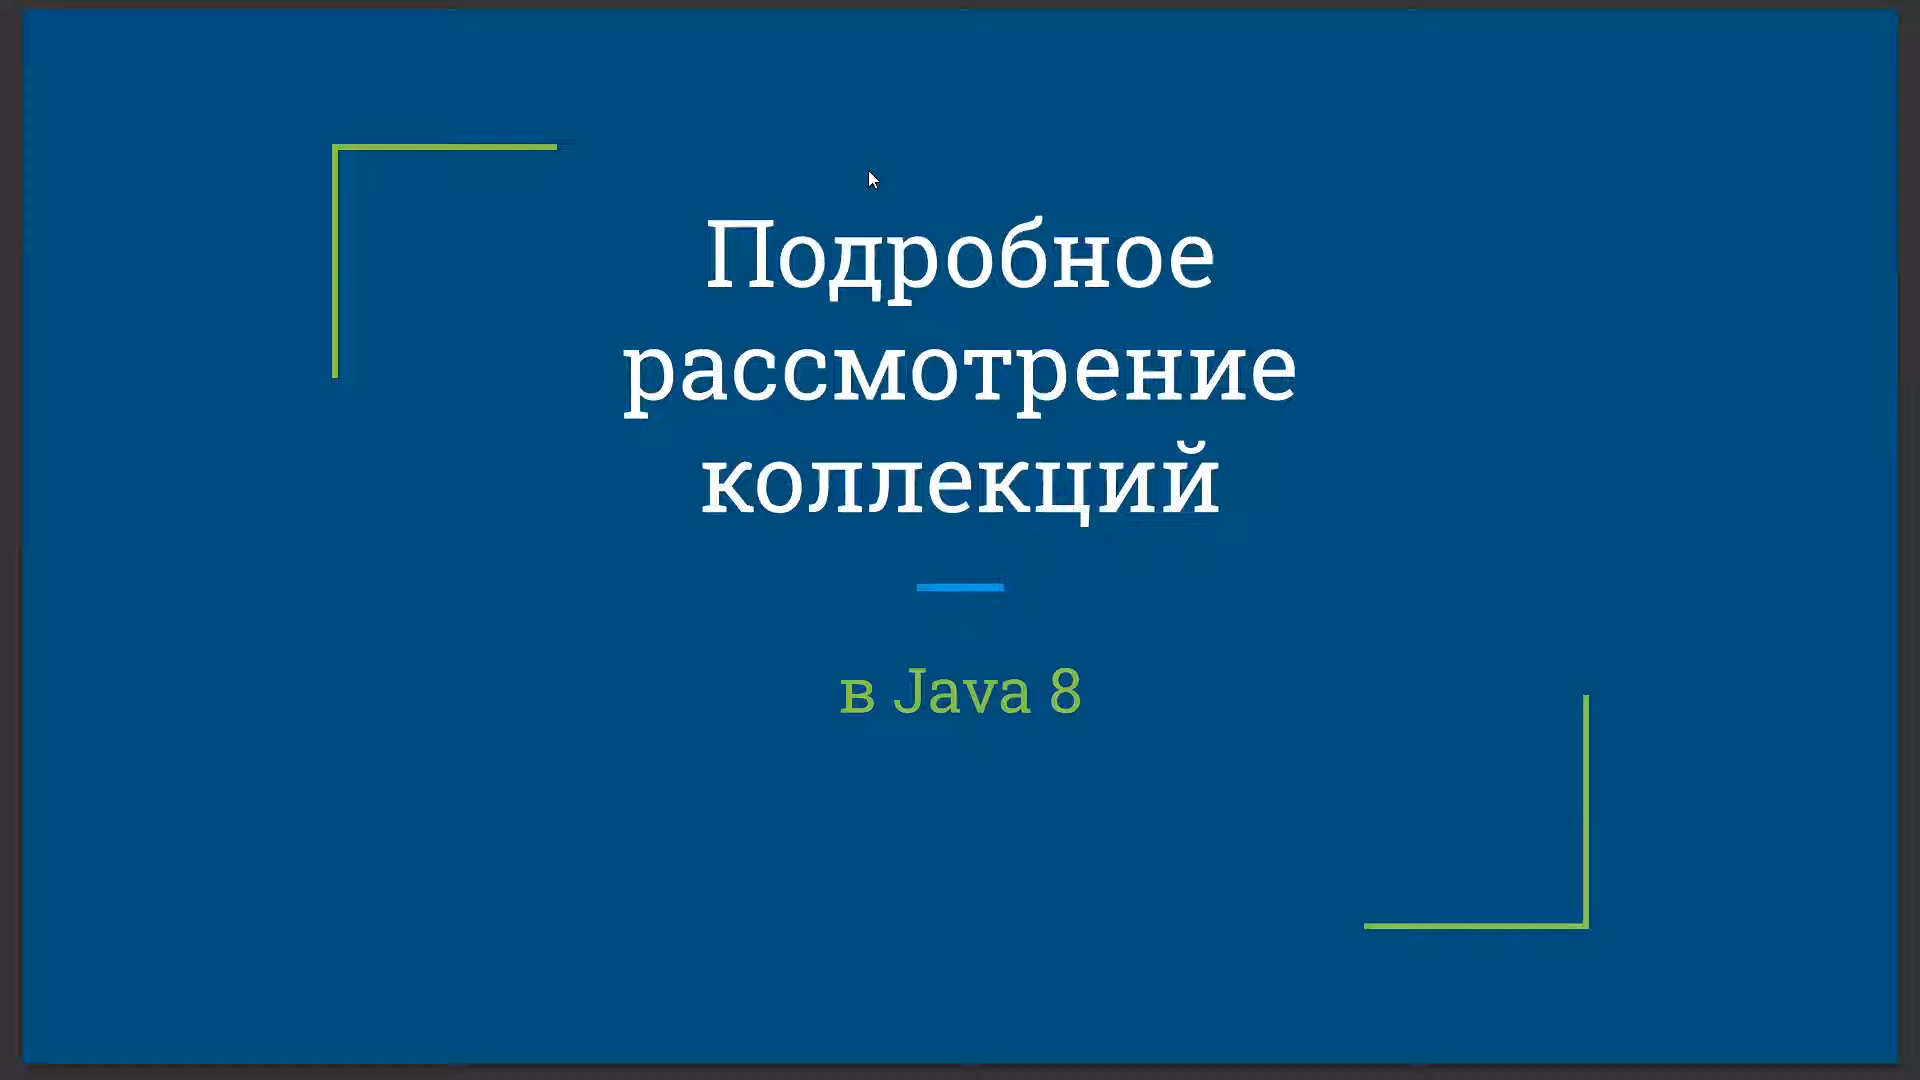 Подробное
рассмотрение
коллекций
в Java 8